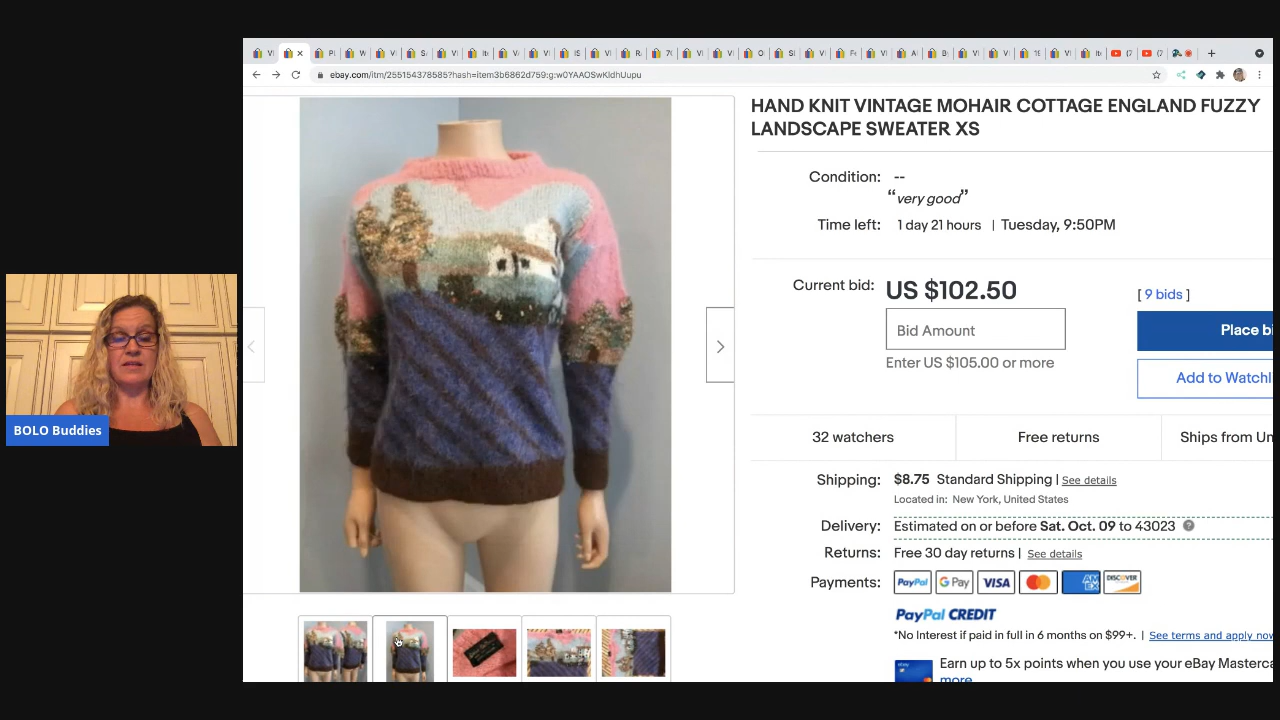 ebay.com/itm/255154378585?hash=item3b6862d759:g:w0YAAOSwKldhUupu
HAND KNIT VINTAGE MOHAIR COTTAGE ENGLAND FUZZY
LANDSCAPE SWEATER XS
Condition: --
“very good”
Time left: 1 day 21 hours | Tuesday, 9:50PM
Current bid: US $102.50 [ 9 bids ]
Bid Amount
Place bi
Enter US $105.00 or more
Add to Watchl
32 watchers
Free returns
Ships from Un
Shipping: $8.75 Standard Shipping | See details
Located in: New York, United States
Delivery: Estimated on or before Sat. Oct. 09 to 43023 ?
Returns: Free 30 day returns | See details
Payments: PayPal G Pay VISA MasterCard AM EX DISCOVER
PayPal CREDIT
*No Interest if paid in full in 6 months on $99+. | See terms and apply now
Earn up to 5x points when you use your eBay Masterca
more
BOLO Buddies